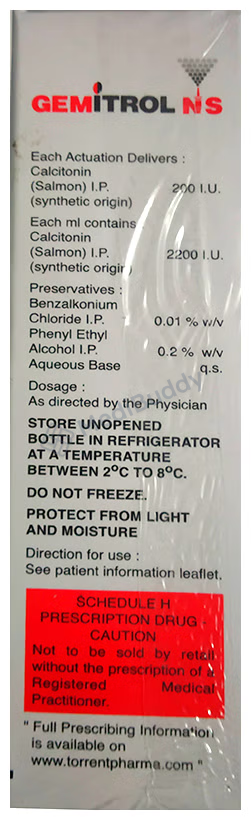 GEMiTROL NS
Each Actuation Delivers :
Calcitonin
(Salmon) I.P. 200 I.U.
(synthetic origin)
Each ml contains
Calcitonin
(Salmon) I.P. 2200 I.U.
(synthetic origin)
Preservatives :
Benzalkonium
Chloride I.P. 0.01 % w/v
Phenyl Ethyl
Alcohol I.P. 0.2 % w/v
Aqueous Base q.s.
Dosage :
As directed by the Physician
STORE UNOPENED
BOTTLE IN REFRIGERATOR
AT A TEMPERATURE
BETWEEN 2ºC TO 8ºC.
DO NOT FREEZE.
PROTECT FROM LIGHT
AND MOISTURE
Direction for use :
See patient information leaflet.
SCHEDULE H
PRESCRIPTION DRUG -
CAUTION
Not to be sold by retail
without the prescription of a
Registered Medical
Practitioner.
" Full Prescribing Information
is available on
www.torrentpharma.com "